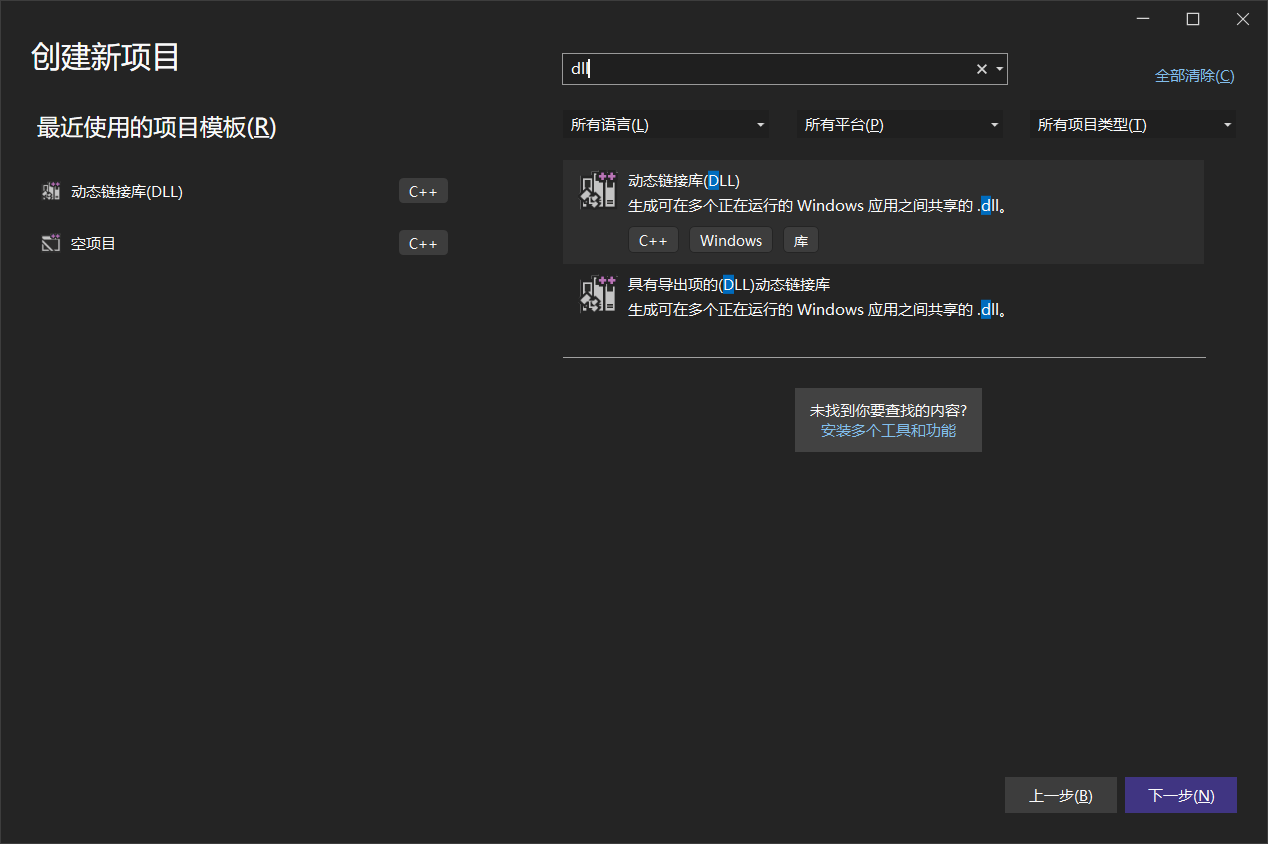 创建新项目
最近使用的项目模板(R)
动态链接库(DLL)
C++
空项目
C++
dll
全部清除(C)
所有语言(L)
所有平台(P)
所有项目类型(T)
动态链接库(DLL)
生成可在多个正在运行的 Windows 应用之间共享的 .dll。
C++
Windows
库
具有导出项的(DLL)动态链接库
生成可在多个正在运行的 Windows 应用之间共享的 .dll。
未找到你要查找的内容?
安装多个工具和功能
上一步(B)
下一步(N)